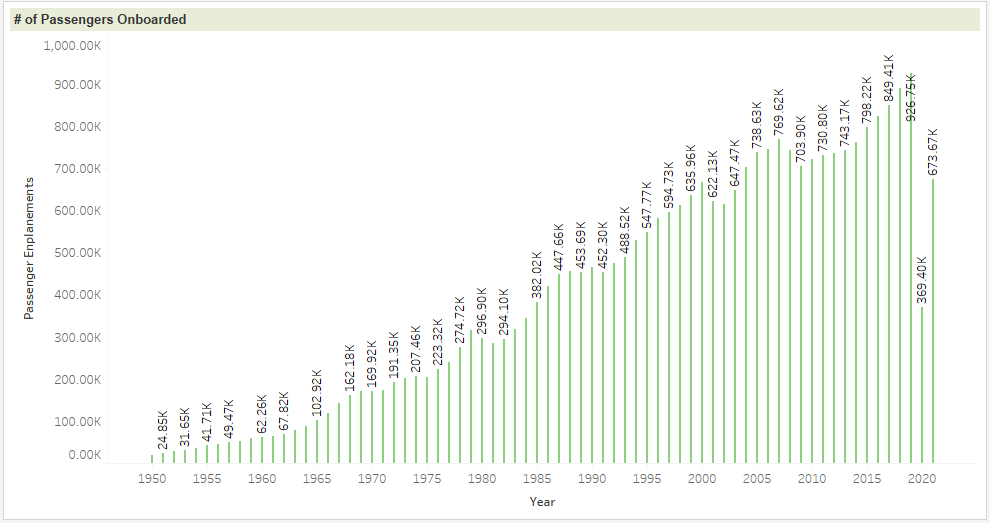 # of Passengers Onboarded
1,000.00K
900.00K
800.00K
700.00K
600.00K
500.00K
400.00K
300.00K
200.00K
100.00K
0.00K
Passenger Enplanements
24.85K
31.65K
41.71K
49.47K
62.26K
67.82K
102.92K
162.18K
169.92K
191.35K
207.46K
223.32K
274.72K
296.90K
294.10K
382.02K
447.66K
453.69K
452.30K
488.52K
547.77K
594.73K
635.96K
622.13K
647.47K
738.63K
769.62K
703.90K
730.80K
743.17K
798.22K
849.41K
926.75K
369.40K
673.67K
1950 1955 1960 1965 1970 1975 1980 1985 1990 1995 2000 2005 2010 2015 2020
Year